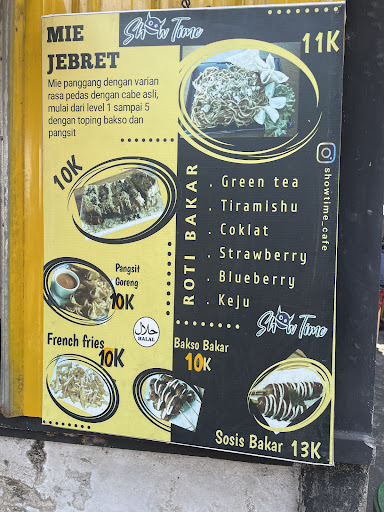 MIE
JEBRET
Show Time
11K
Mie panggang dengan varian
rasa pedas dengan cabe asli,
mulai dari level 1 sampai 5
dengan toping bakso dan
pangsit
10K
showtime_cafe
ROTI BAKAR
. Green tea
. Tiramishu
. Coklat
. Strawberry
. Blueberry
. Keju
Pangsit
Goreng
10K
Show Time
حلال
HALAL
French fries
10K
Bakso Bakar
10K
Sosis Bakar 13K